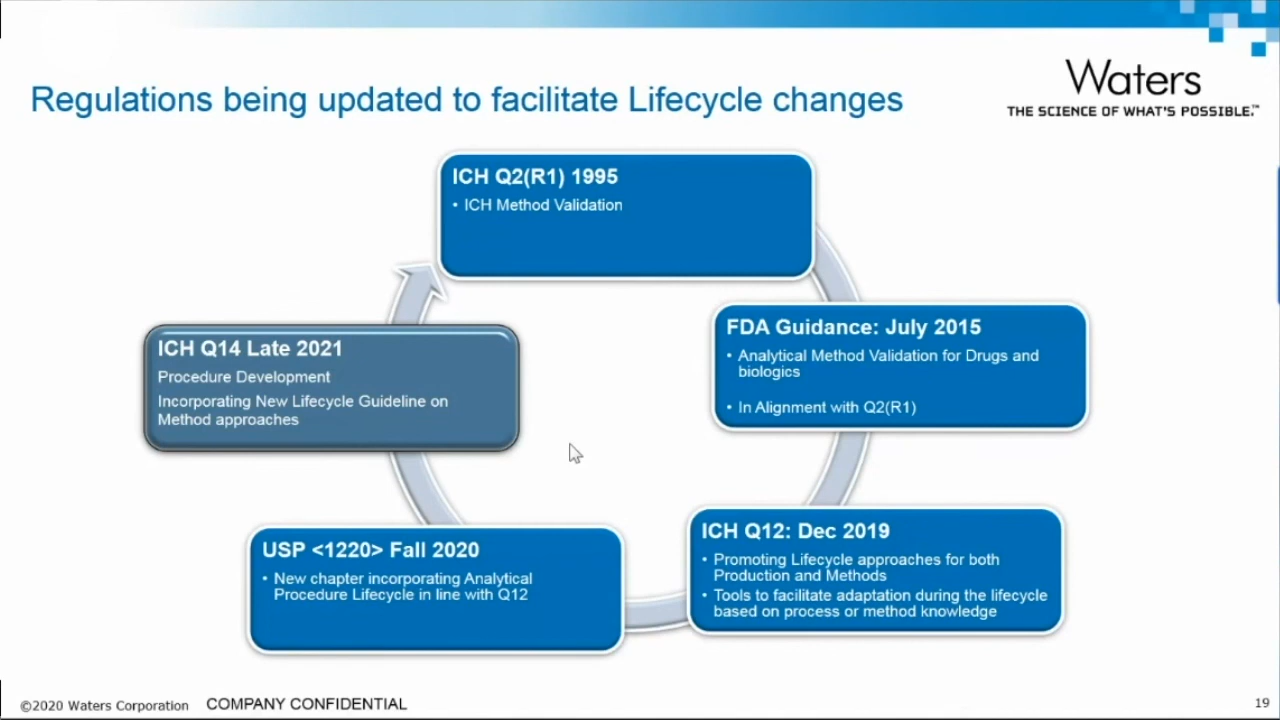 Regulations being updated to facilitate Lifecycle changes
Waters
THE SCIENCE OF WHAT'S POSSIBLE.™
ICH Q2(R1) 1995
• ICH Method Validation
FDA Guidance: July 2015
• Analytical Method Validation for Drugs and
biologics
• In Alignment with Q2(R1)
ICH Q12: Dec 2019
• Promoting Lifecycle approaches for both
Production and Methods
• Tools to facilitate adaptation during the lifecycle
based on process or method knowledge
USP <1220> Fall 2020
• New chapter incorporating Analytical
Procedure Lifecycle in line with Q12
ICH Q14 Late 2021
Procedure Development
Incorporating New Lifecycle Guideline on
Method approaches
©2020 Waters Corporation COMPANY CONFIDENTIAL
19